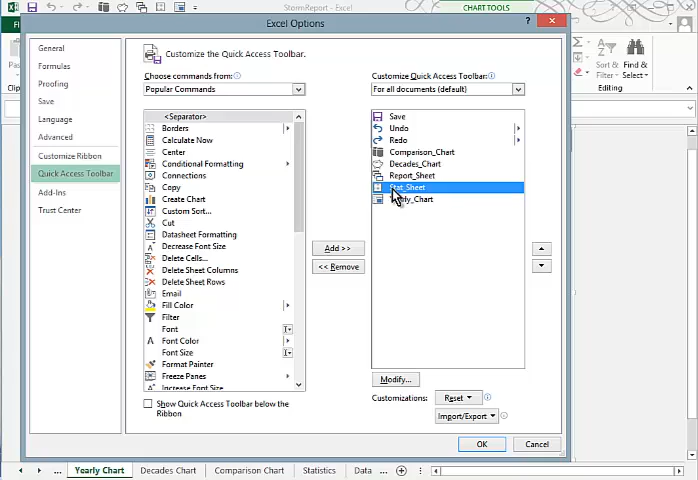 StormReport - Excel
CHART TOOLS
Excel Options
General
Formulas
Proofing
Save
Language
Advanced
Customize Ribbon
Quick Access Toolbar
Add-Ins
Trust Center
Customize the Quick Access Toolbar.
Choose commands from:
Popular Commands
<Separator>
Borders
Calculate Now
Center
Conditional Formatting
Connections
Copy
Create Chart
Custom Sort...
Cut
Datasheet Formatting
Decrease Font Size
Delete Cells...
Delete Sheet Columns
Delete Sheet Rows
Email
Fill Color
Filter
Font
Font Color
Font Size
Format Painter
Freeze Panes
Increase Font Size
Show Quick Access Toolbar below the
Ribbon
Add >>
<< Remove
Customize Quick Access Toolbar:
For all documents (default)
Save
Undo
Redo
Comparison_Chart
Decades_Chart
Report_Sheet
Stat_Sheet
Modify...
Customizations:
Reset
Import/Export
OK
Cancel
Sort &
Filter
Find &
Select
Editing
Yearly Chart
Decades Chart
Comparison Chart
Statistics
Data
...